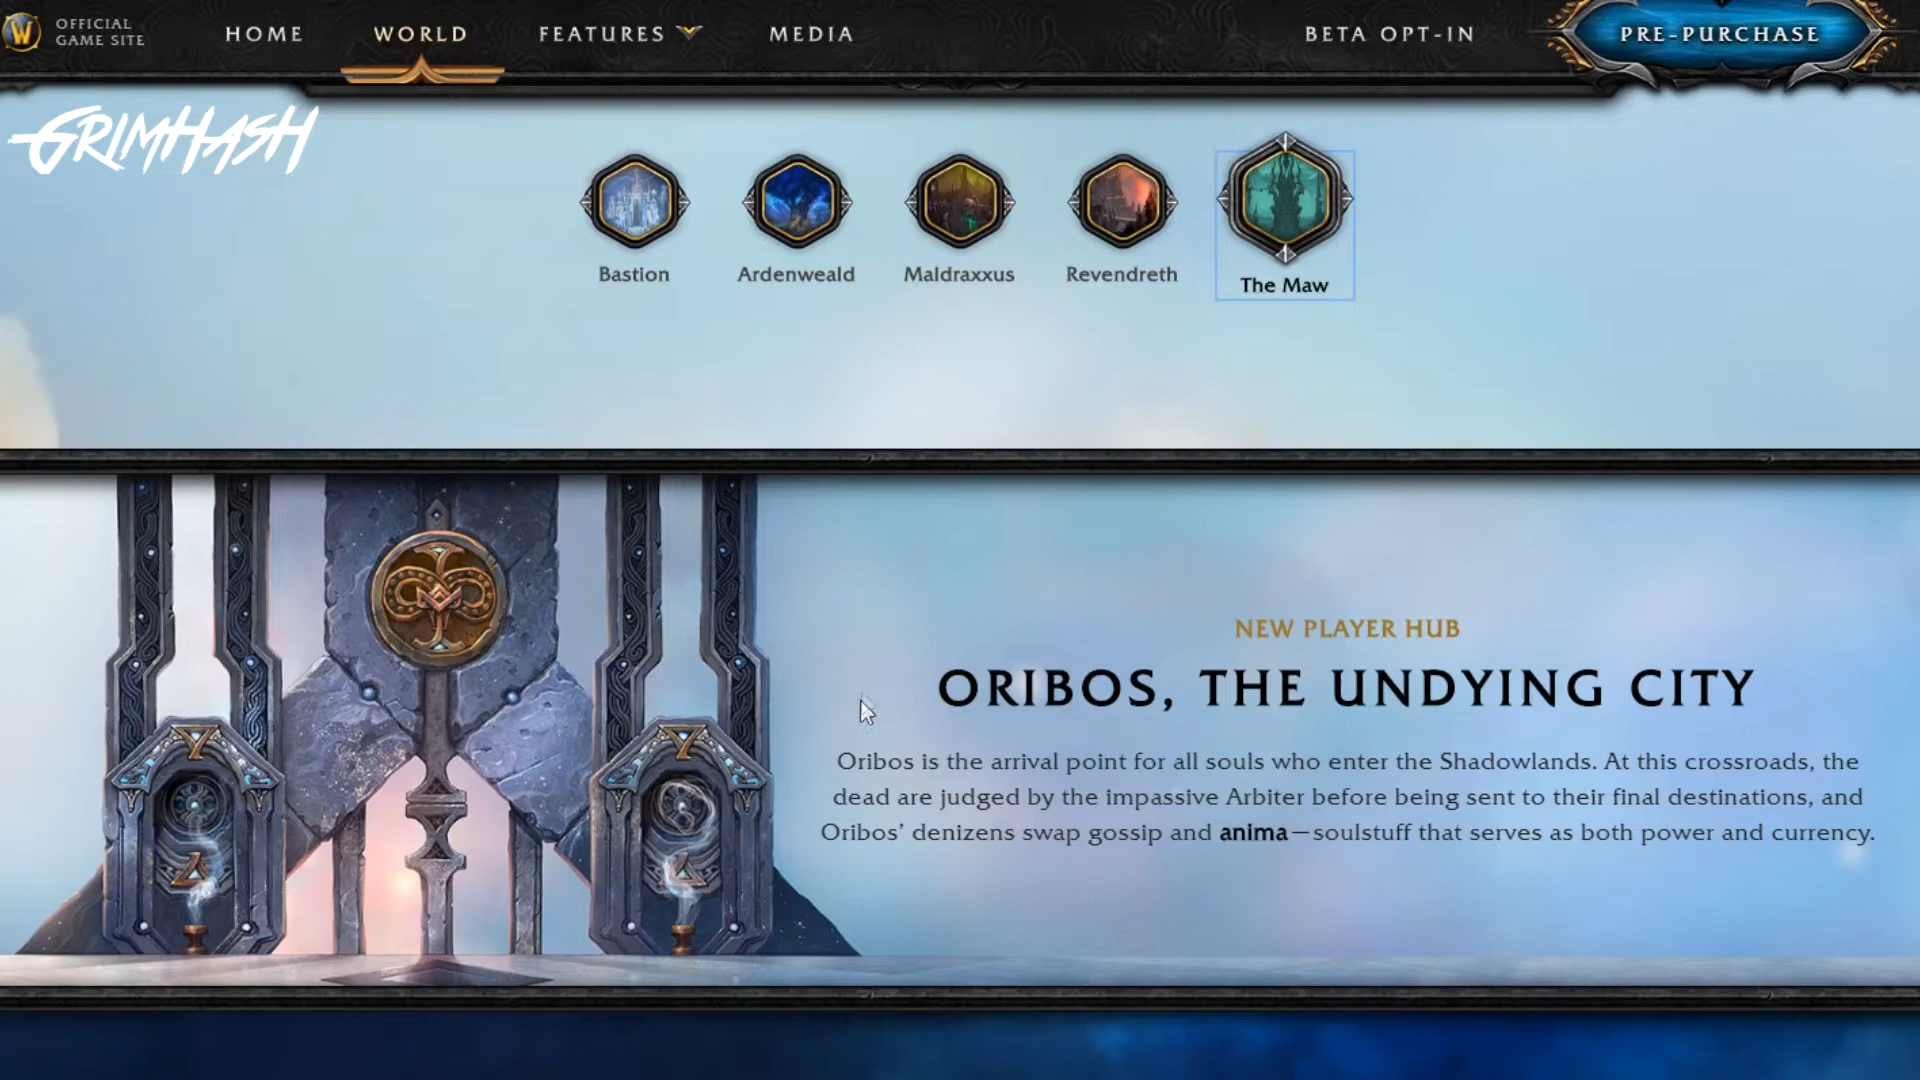 OFFICIAL
GAME SITE
HOME
WORLD
FEATURES
MEDIA
BETA OPT-IN
PRE-PURCHASE
GRIMHASH
Bastion
Ardenweald
Maldraxxus
Revendreth
The Maw
NEW PLAYER HUB
ORIBOS, THE UNDYING CITY
Oribos is the arrival point for all souls who enter the Shadowlands. At this crossroads, the
dead are judged by the impassive Arbiter before being sent to their final destinations, and
Oribos’ denizens swap gossip and anima—soulstuff that serves as both power and currency.